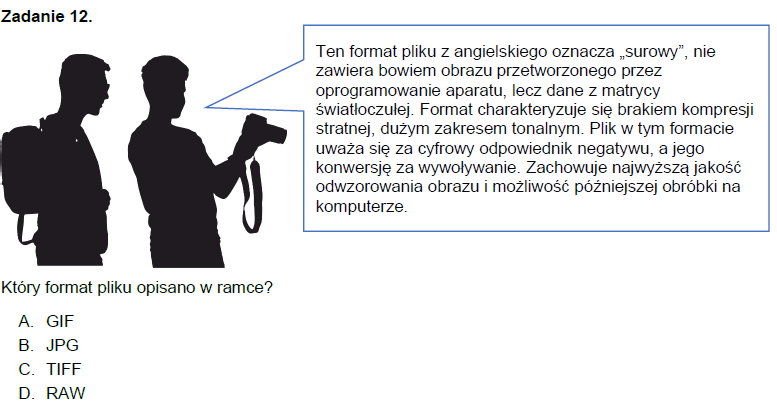 Zadanie 12.
Ten format pliku z angielskiego oznacza „surowy”, nie
zawiera bowiem obrazu przetworzonego przez
oprogramowanie aparatu, lecz dane z matrycy
światłoczułej. Format charakteryzuje się brakiem kompresji
stratnej, dużym zakresem tonalnym. Plik w tym formacie
uważa się za cyfrowy odpowiednik negatywu, a jego
konwersję za wywoływanie. Zachowuje najwyższą jakość
odwzorowania obrazu i możliwość późniejszej obróbki na
komputerze.
Który format pliku opisano w ramce?
A. GIF
B. JPG
C. TIFF
D. RAW